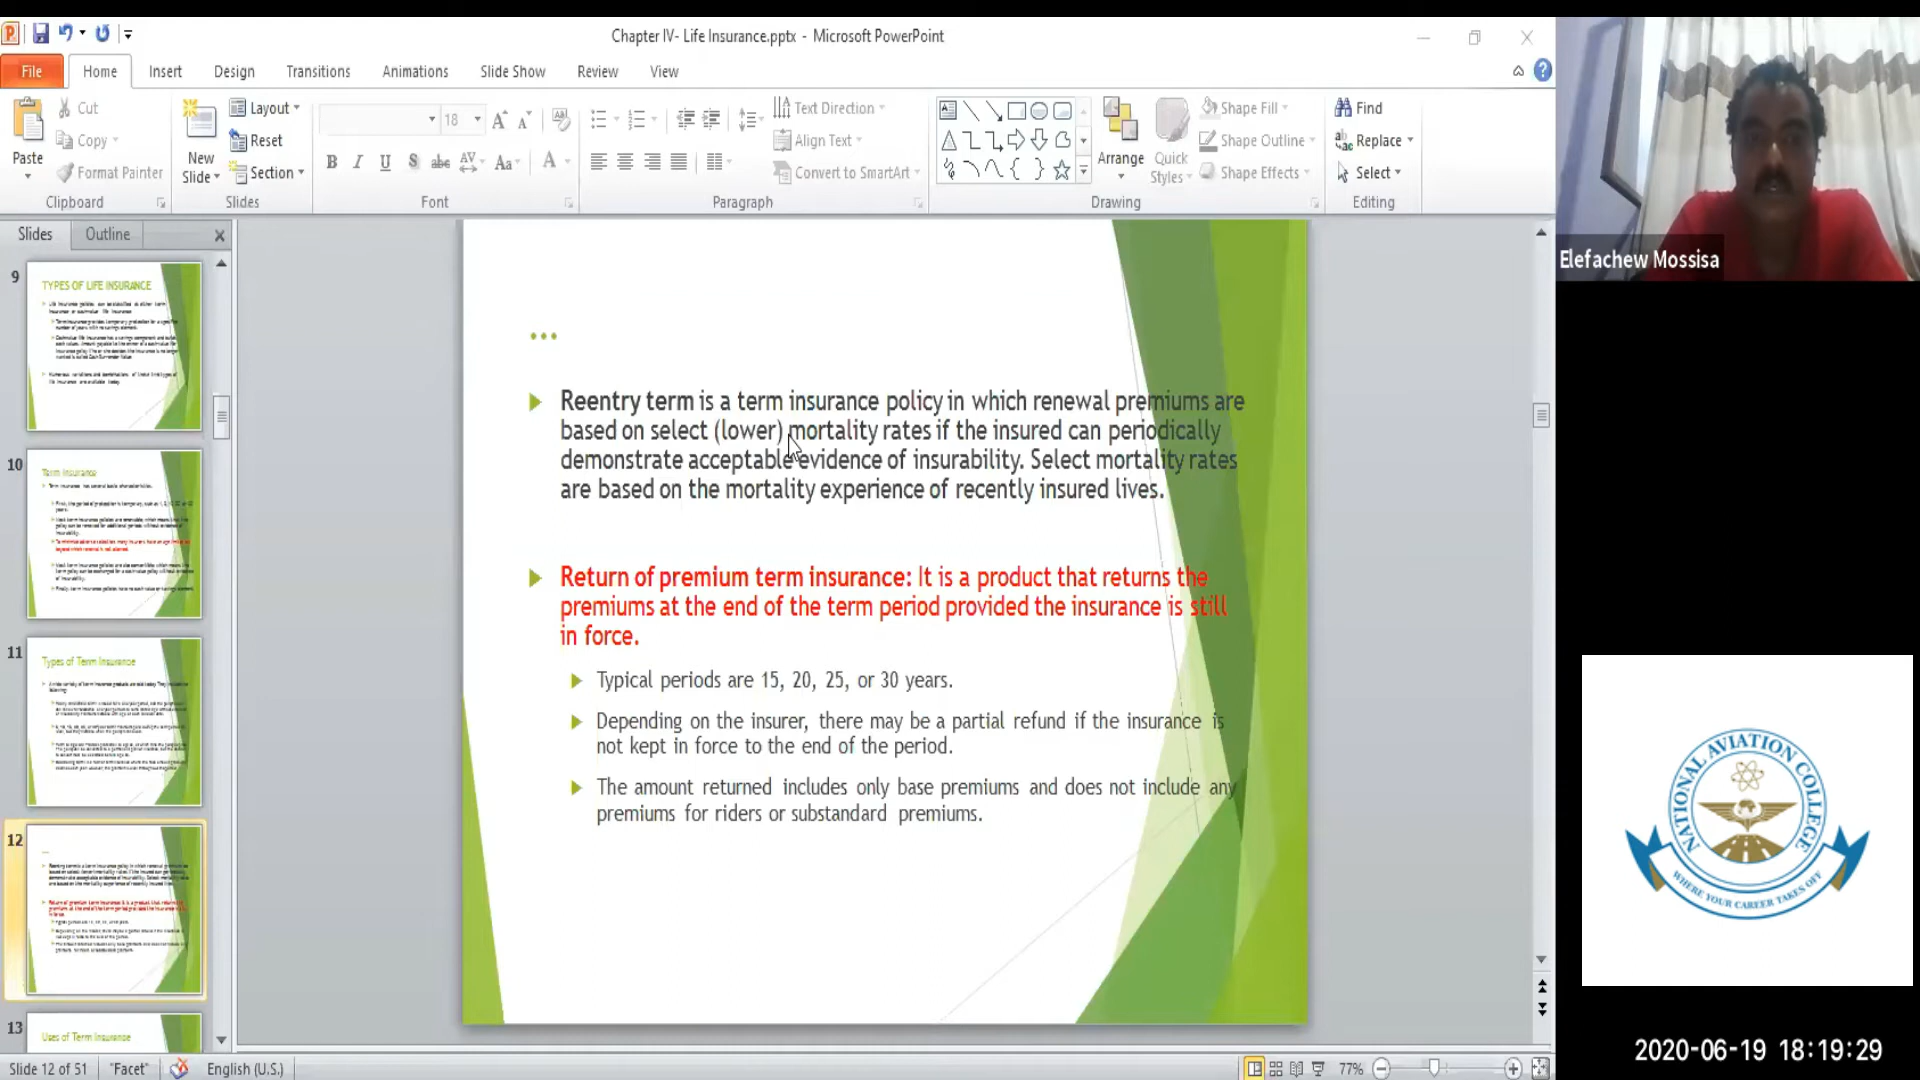 Chapter IV- Life Insurance.pptx - Microsoft PowerPoint
File Home Insert Design Transitions Animations Slide Show Review View
Paste
Cut
Copy
Format Painter
Clipboard
New
Slide
Layout
Reset
Section
Slides
18
Font
Paragraph
Text Direction
Align Text
Convert to SmartArt
Drawing
Arrange
Quick
Styles
Shape Fill
Shape Outline
Shape Effects
Find
Replace
Select
Editing
Slides Outline
9
TYPES OF LIFE INSURANCE
10
Term Insurance
11
Types of Term Insurance
12
13
Uses of Term Insurance
...
Reentry term is a term insurance policy in which renewal premiums are
based on select (lower) mortality rates if the insured can periodically
demonstrate acceptable evidence of insurability. Select mortality rates
are based on the mortality experience of recently insured lives.
Return of premium term insurance: It is a product that returns the
premiums at the end of the term period provided the insurance is still
in force.
Typical periods are 15, 20, 25, or 30 years.
Depending on the insurer, there may be a partial refund if the insurance is
not kept in force to the end of the period.
The amount returned includes only base premiums and does not include any
premiums for riders or substandard premiums.
Slide 12 of 51 "Facet" English (U.S.) 77%
Elefachew Mossisa
NATIONAL AVIATION COLLEGE
WHERE YOUR CAREER TAKES OFF
2020-06-19 18:19:29